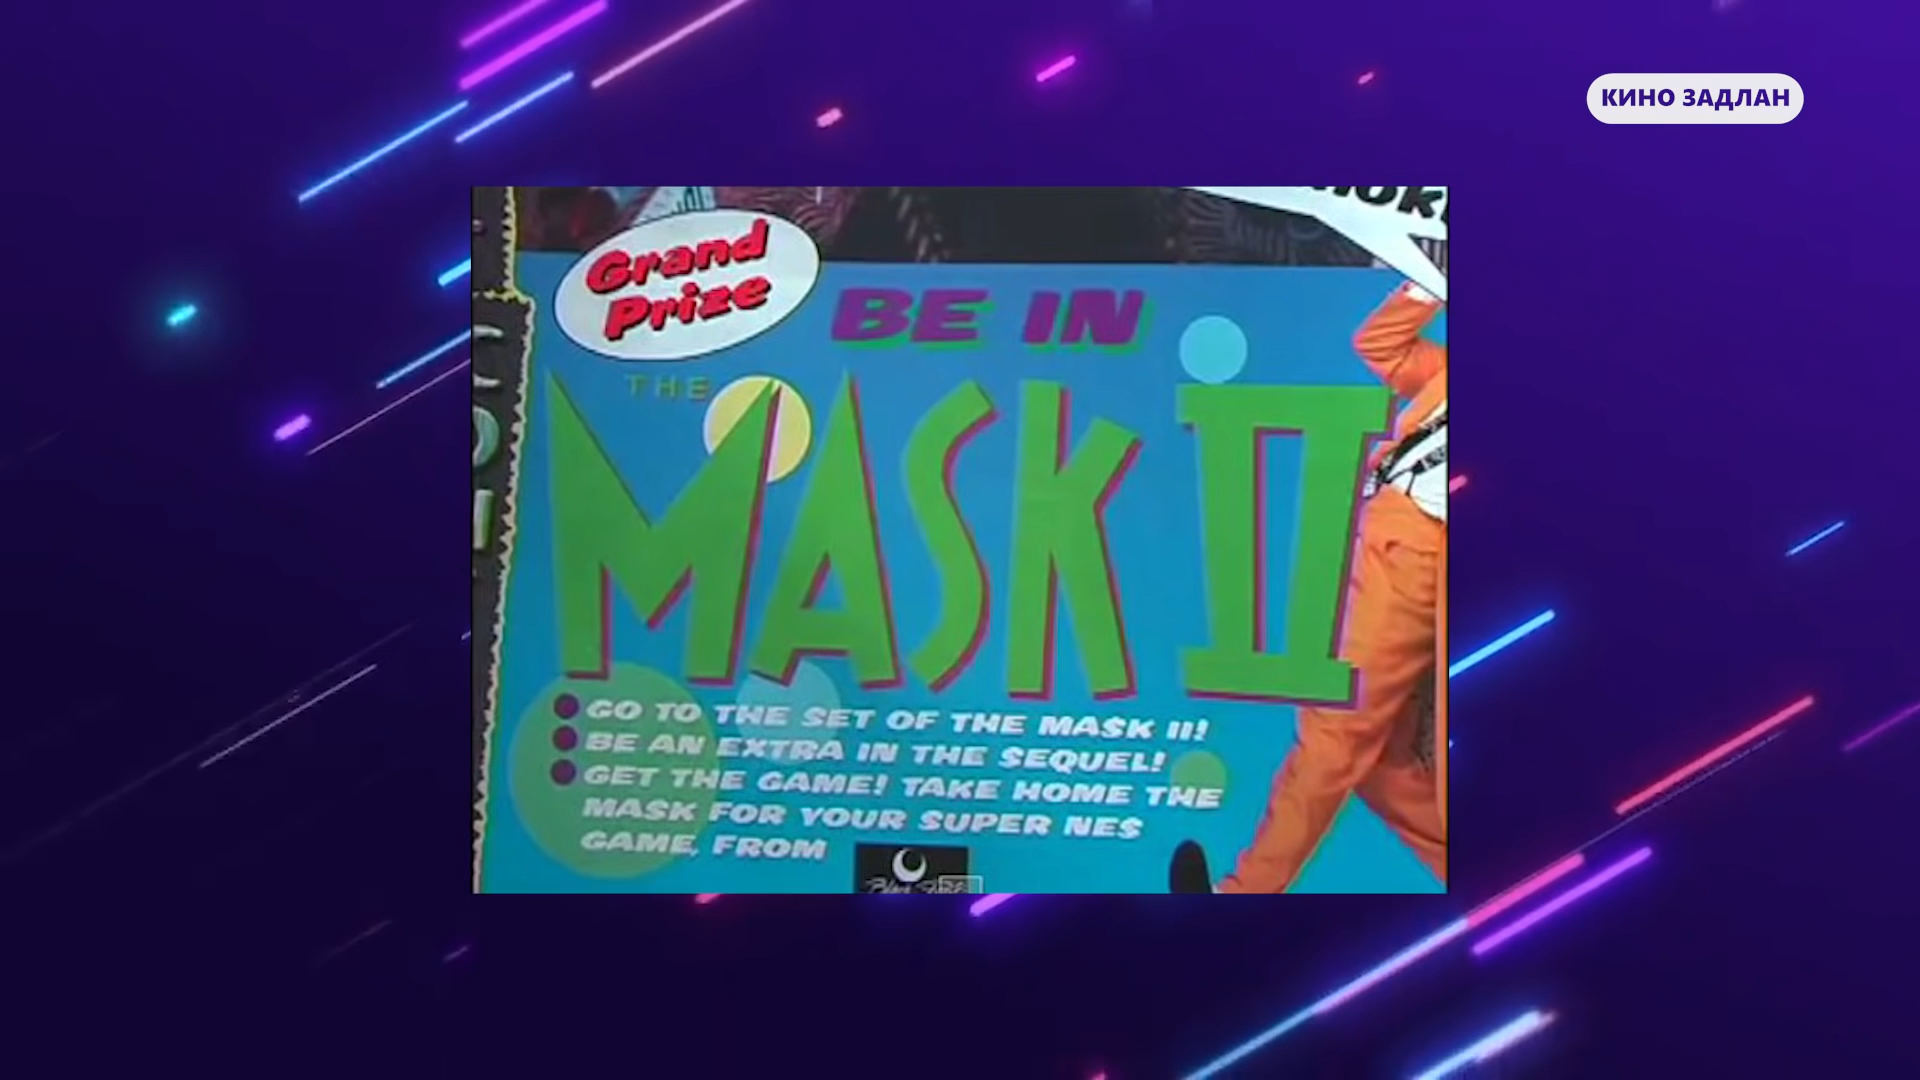 КИНО ЗАДЛАН
Grand
Prize
BE IN
THE
MASK II
GO TO THE SET OF THE MASK II!
BE AN EXTRA IN THE SEQUEL!
GET THE GAME! TAKE HOME THE
MASK FOR YOUR SUPER NES
GAME, FROM